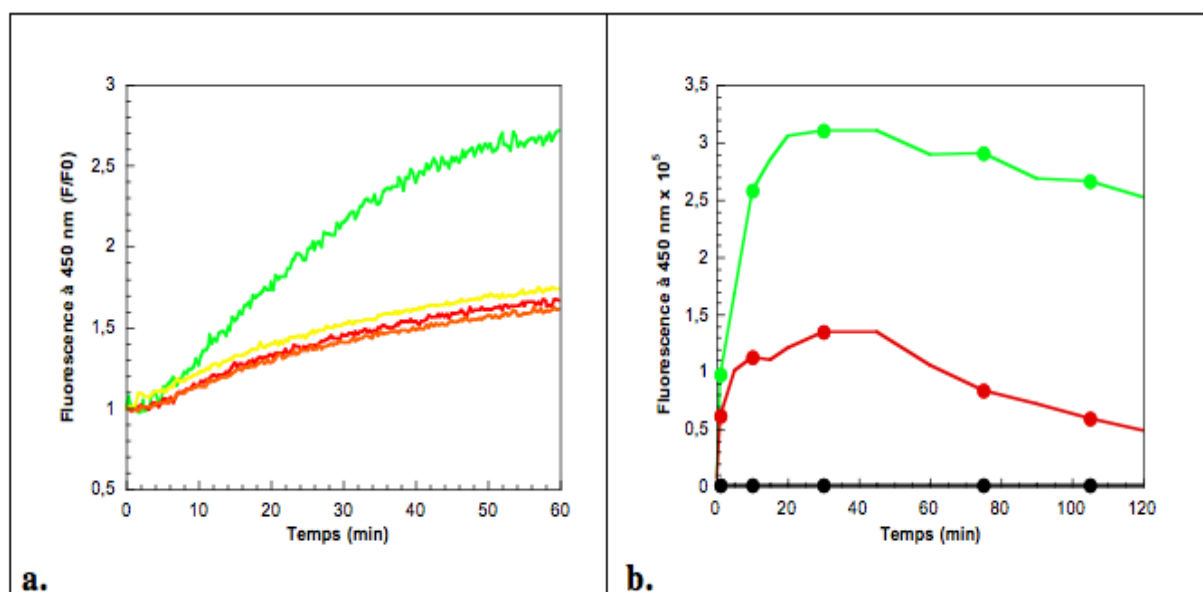 Fluorescence à 450 nm (F/F0)
3
2,5
2
1,5
1
0,5
0 10 20 30 40 50 60
Temps (min)
a.
Fluorescence à 450 nm x 10⁵
3,5
3
2,5
2
1,5
1
0,5
0
0 20 40 60 80 100 120
Temps (min)
b.